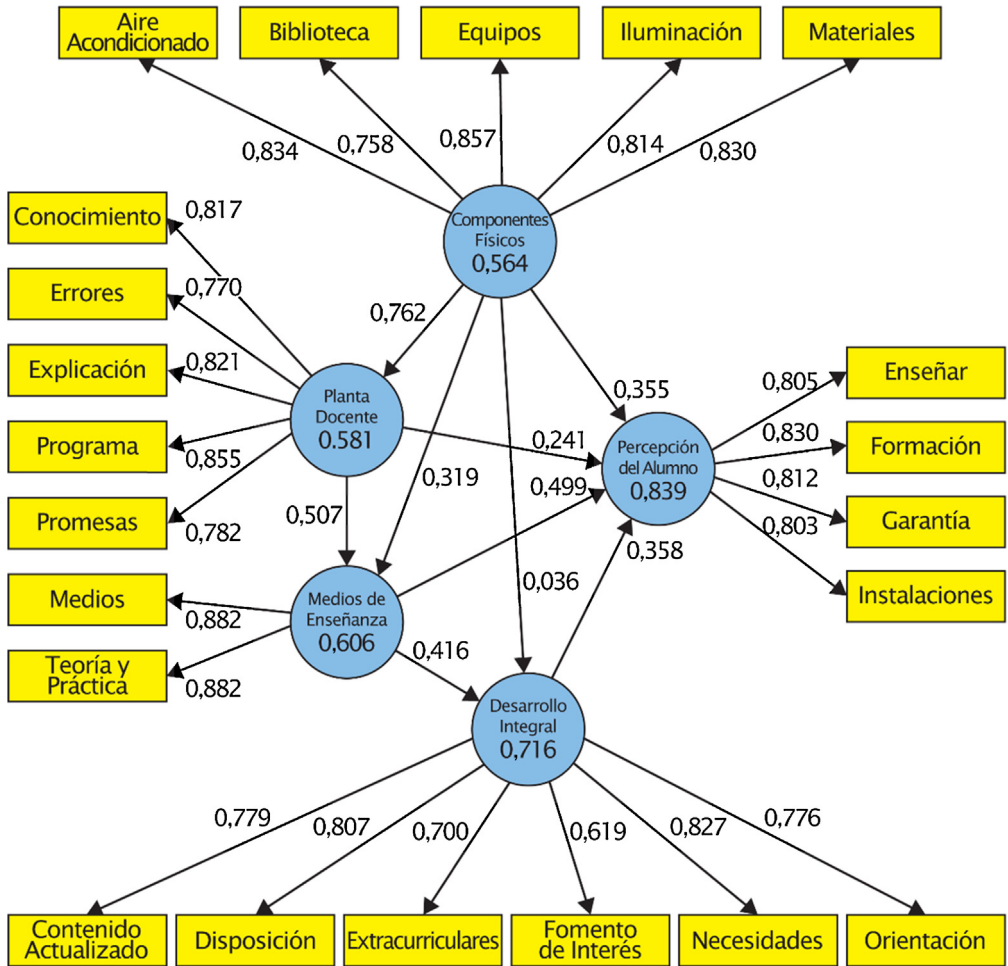 Aire
Acondicionado
Biblioteca
Equipos
Iluminación
Materiales
0,834
0,758
0,857
0,814
0,830
Componentes
Físicos
0,564
Conocimiento
0,817
Errores
0,770
Explicación
0,821
Programa
0,855
Promesas
0,782
0,762
Planta
Docente
0.581
0,355
0,241
0,319
0,499
0,507
0,358
0,036
Percepción
del Alumno
0,839
0,805
Enseñar
0,830
Formación
0,812
Garantía
0,803
Instalaciones
Medios
0,882
Teoría y
Práctica
0,882
Medios de
Enseñanza
0,606
0,416
Desarrollo
Integral
0,716
0,779
0,807
0,700
0,619
0,827
0,776
Contenido
Actualizado
Disposición
Extracurriculares
Fomento
de Interés
Necesidades
Orientación